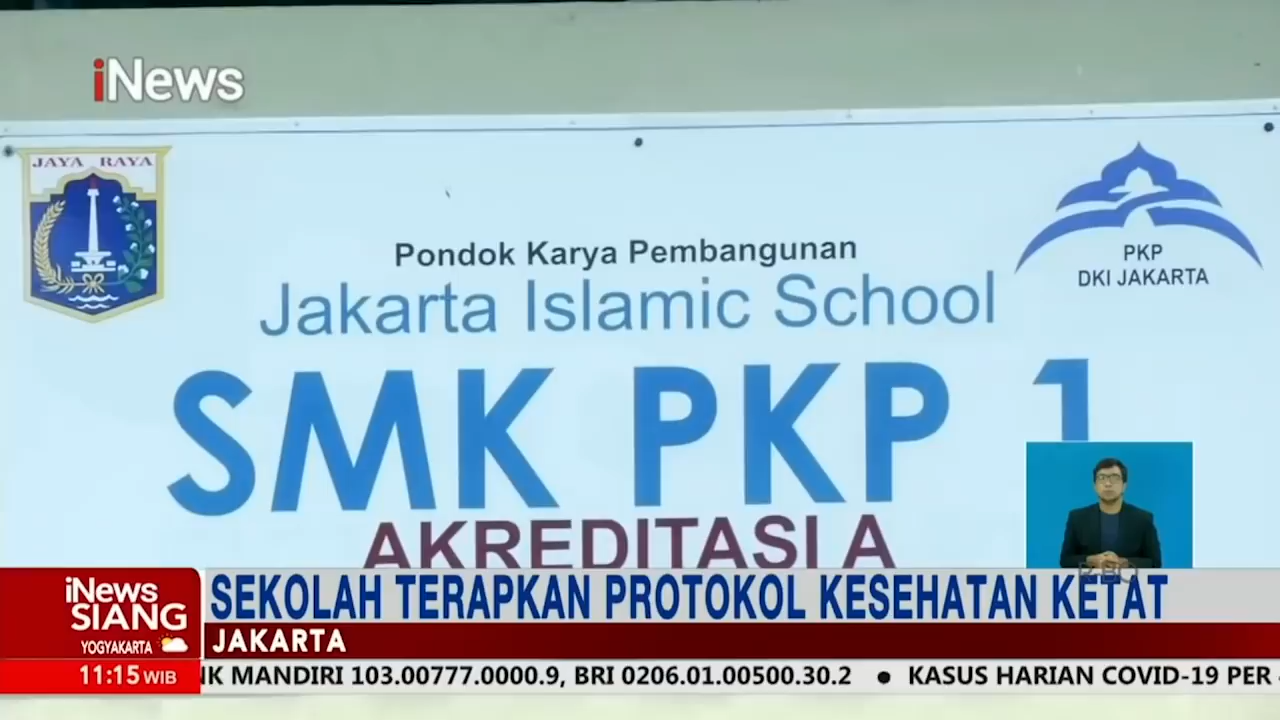 iNews
JAYA RAYA
Pondok Karya Pembangunan
Jakarta Islamic School
SMK PKP 1
AKREDITASI A
PKP
DKI JAKARTA
iNews
SIANG
YOGYAKARTA
SEKOLAH TERAPKAN PROTOKOL KESEHATAN KETAT
JAKARTA
11:15 WIB
NK MANDIRI 103.00777.0000.9, BRI 0206.01.00500.30.2 ● KASUS HARIAN COVID-19 PER